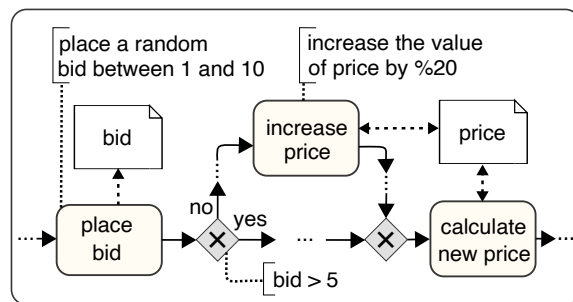 place a random
bid between 1 and 10
increase the value
of price by %20
bid
increase
price
price
no
yes
place
bid
...
calculate
new price
bid > 5